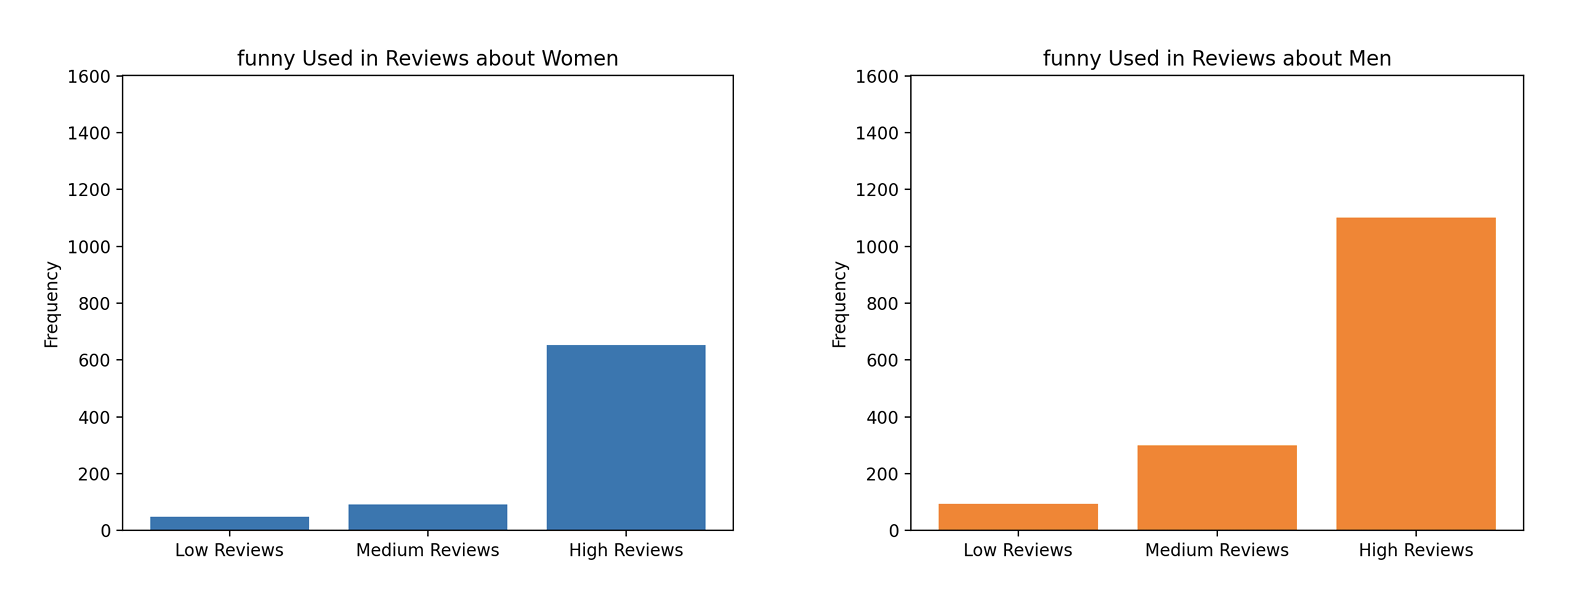 funny Used in Reviews about Women
1600
1400
1200
1000
800
600
400
200
0
Frequency
Low Reviews
Medium Reviews
High Reviews
funny Used in Reviews about Men
1600
1400
1200
1000
800
600
400
200
0
Frequency
Low Reviews
Medium Reviews
High Reviews